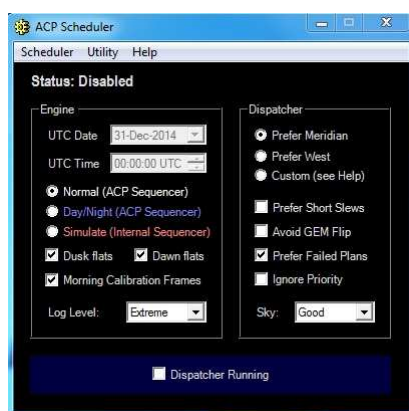 ACP Scheduler
Scheduler Utility Help
Status: Disabled
Engine
UTC Date 31-Dec-2014
UTC Time 00:00:00 UTC
Normal (ACP Sequencer)
Day/Night (ACP Sequencer)
Simulate (Internal Sequencer)
Dusk flats Dawn flats
Morning Calibration Frames
Log Level: Extreme
Dispatcher
Prefer Meridian
Prefer West
Custom (see Help)
Prefer Short Slews
Avoid GEM Flip
Prefer Failed Plans
Ignore Priority
Sky: Good
Dispatcher Running